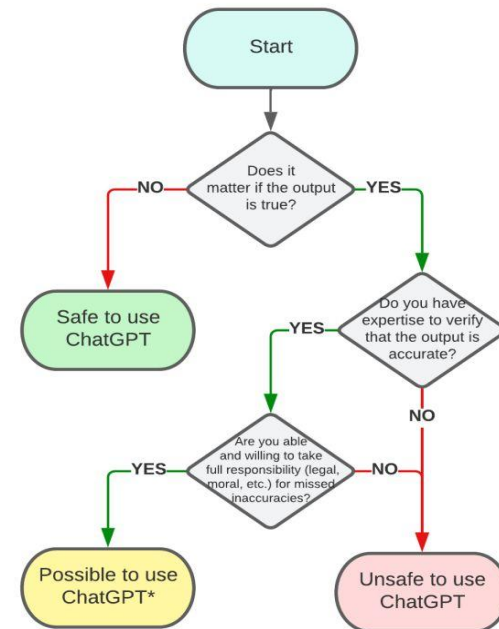 Start
Does it
matter if the output
is true?
NO
YES
Safe to use
ChatGPT
Do you have
expertise to verify
that the output is
accurate?
YES
NO
Are you able
and willing to take
full responsibility (legal,
moral, etc.) for missed
inaccuracies?
YES
NO
Possible to use
ChatGPT*
Unsafe to use
ChatGPT